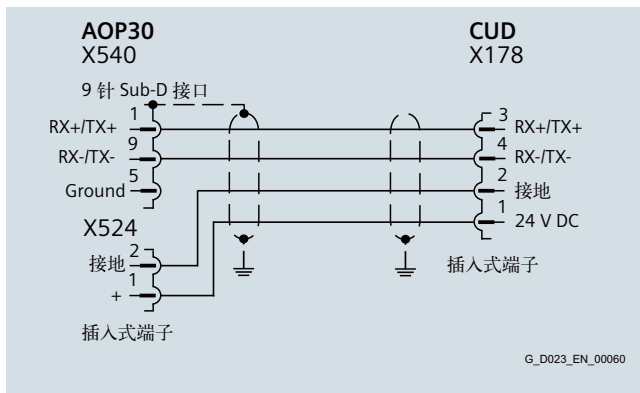 AOP30
X540
CUD
X178
9 针 Sub-D 接口
1
RX+/TX+
9
RX-/TX-
5
Ground
3
RX+/TX+
4
RX-/TX-
2
接地
1
24 V DC
插入式端子
X524
2
接地
1
+
插入式端子
G_D023_EN_00060